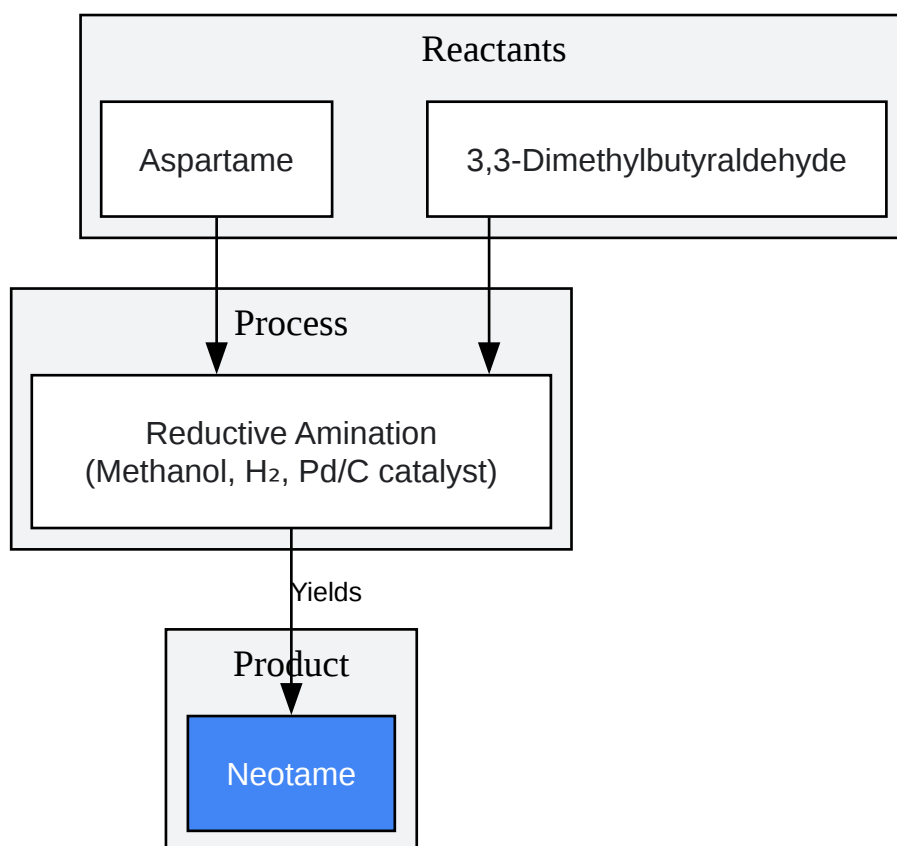 Reactants
Aspartame
3,3-Dimethylbutyraldehyde
Process
Reductive Amination
(Methanol, H₂, Pd/C catalyst)
Yields
Product
Neotame